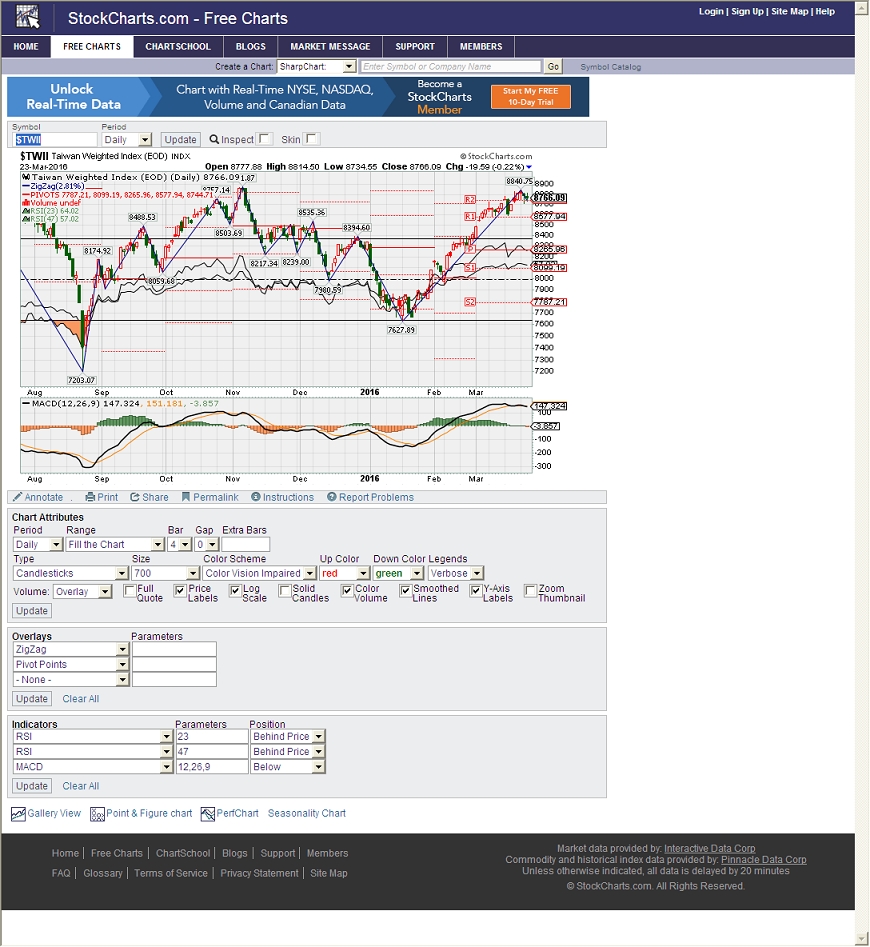 StockCharts.com - Free Charts
Login | Sign Up | Site Map | Help
HOME FREE CHARTS CHARTSCHOOL BLOGS MARKET MESSAGE SUPPORT MEMBERS
Create a Chart: SharpChart: Enter Symbol or Company Name Go Symbol Catalog
Unlock
Real-Time Data
Chart with Real-Time NYSE, NASDAQ,
Volume and Canadian Data
Become a
StockCharts
Member
Start My FREE
10-Day Trial
Symbol Period
$TWII Daily Update Inspect Skin
$TWII Taiwan Weighted Index (EOD) INDX © StockCharts.com
23-Mar-2016 Open 8777.88 High 8814.50 Low 8734.55 Close 8766.09 Chg -19.59 (-0.22%)
Taiwan Weighted Index (EOD) (Daily) 8766.09
ZigZag(2.81%)
PIVOTS 7787.21, 8099.19, 8265.96, 8577.94, 8744.71
Volume undef
RSI(23) 64.02
RSI(47) 57.02
8840.75
8757.14
8488.53
8535.36
8503.69
8394.60
8174.92
8217.34
8239.00
8059.68
7980.59
7627.89
7203.07
R2
R1
P
S1
S2
8900
8766.09
8577.94
8500
8400
8300
8265.96
8099.19
8000
7900
7787.21
7700
7600
7500
7400
7300
7200
Aug Sep Oct Nov Dec 2016 Feb Mar
MACD(12,26,9) 147.324, 151.181, -3.857
147.324
100
-3.857
-100
-200
-300
Aug Sep Oct Nov Dec 2016 Feb Mar
Annotate . Print Share Permalink Instructions Report Problems
Chart Attributes
Period Range Bar Gap Extra Bars
Daily Fill the Chart 4 0
Type Size Color Scheme Up Color Down Color Legends
Candlesticks 700 Color Vision Impaired red green Verbose
Volume: Overlay Full Quote Price Labels Log Scale Solid Candles Color Volume Smoothed Lines Y-Axis Labels Zoom Thumbnail
Update
Overlays Parameters
ZigZag
Pivot Points
- None -
Update Clear All
Indicators Parameters Position
RSI 23 Behind Price
RSI 47 Behind Price
MACD 12,26,9 Below
Update Clear All
Gallery View Point & Figure chart PerfChart Seasonality Chart
Home | Free Charts | ChartSchool | Blogs | Support | Members
FAQ | Glossary | Terms of Service | Privacy Statement | Site Map
Market data provided by: Interactive Data Corp
Commodity and historical index data provided by: Pinnacle Data Corp
Unless otherwise indicated, all data is delayed by 20 minutes
© StockCharts.com. All Rights Reserved.